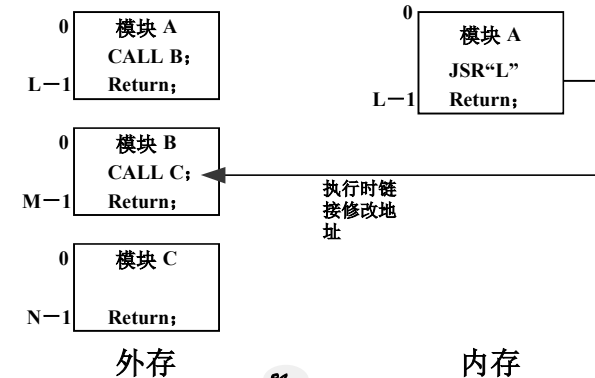 0
模块 A
CALL B；
L－1
Return；
0
模块 B
CALL C；
M－1
Return；
0
模块 C
N－1
Return；
外存
0
模块 A
JSR“L”
L－1
Return；
执行时链
接修改地
址
内存